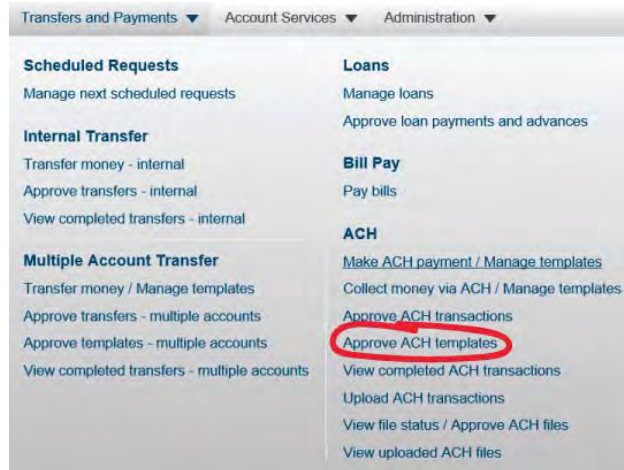 Transfers and Payments ▼ Account Services ▼ Administration ▼
Scheduled Requests
Manage next scheduled requests
Internal Transfer
Transfer money - internal
Approve transfers - internal
View completed transfers - internal
Multiple Account Transfer
Transfer money / Manage templates
Approve transfers - multiple accounts
Approve templates - multiple accounts
View completed transfers - multiple accounts
Loans
Manage loans
Approve loan payments and advances
Bill Pay
Pay bills
ACH
Make ACH payment / Manage templates
Collect money via ACH / Manage templates
Approve ACH transactions
Approve ACH templates
View completed ACH transactions
Upload ACH transactions
View file status / Approve ACH files
View uploaded ACH files